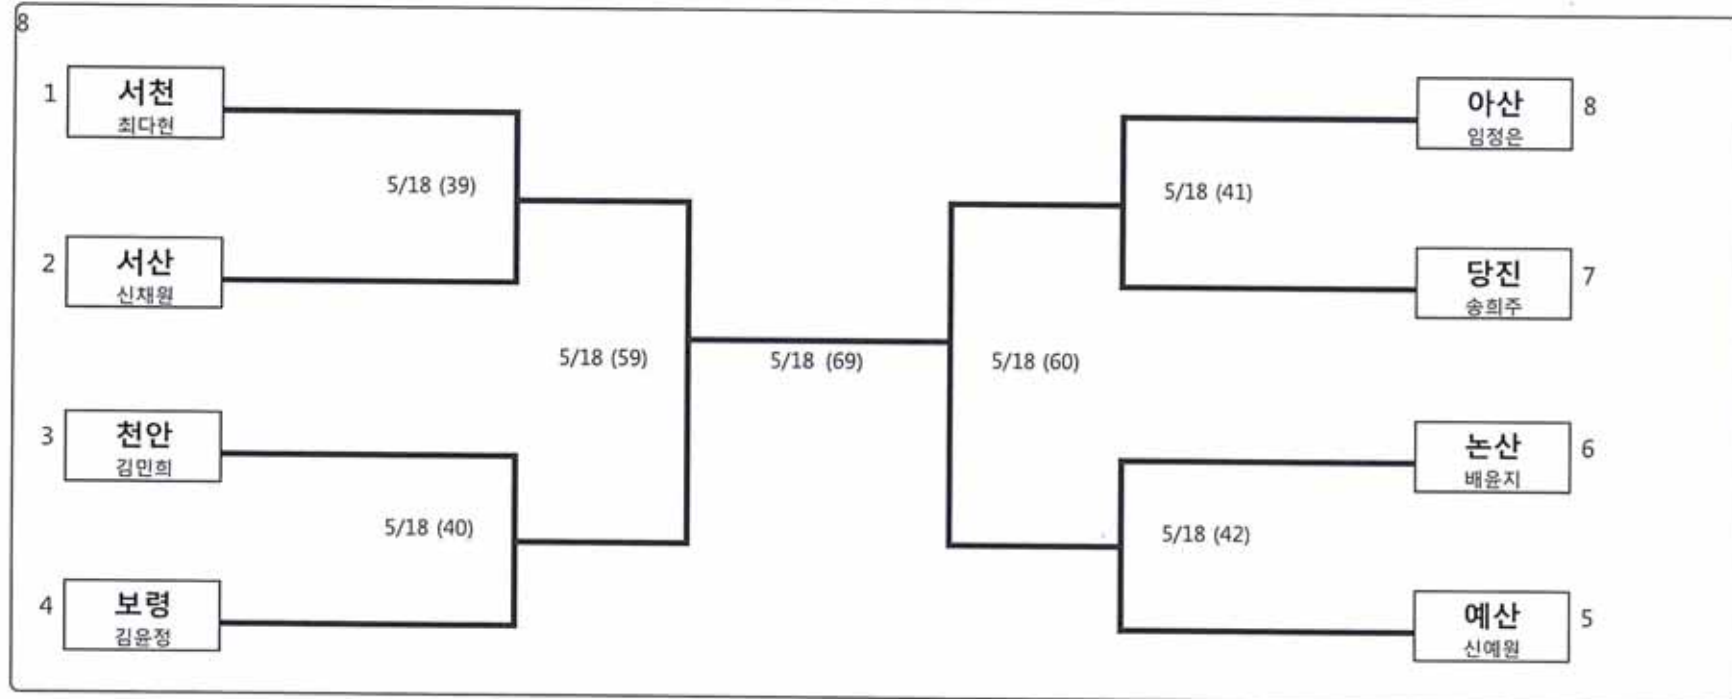 8
1
서천
최다현
5/18 (39)
2
서산
신채원
5/18 (59)
3
천안
김민희
5/18 (40)
4
보령
김윤정
5/18 (69)
아산
임정은
8
5/18 (41)
당진
송희주
7
5/18 (60)
논산
배윤지
6
5/18 (42)
예산
신예원
5